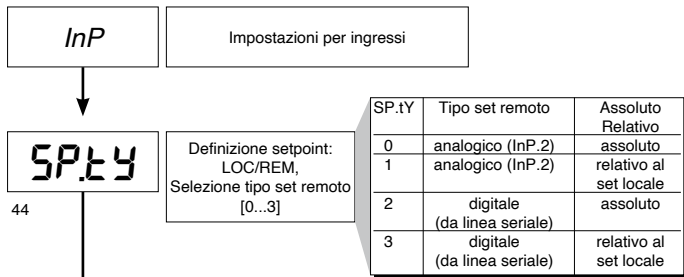 InP
Impostazioni per ingressi
SP.tY
44
Definizione setpoint:
LOC/REM,
Selezione tipo set remoto
[0...3]
SP.tY Tipo set remoto Assoluto
Relativo
0 analogico (InP.2) assoluto
1 analogico (InP.2) relativo al
set locale
2 digitale assoluto
(da linea seriale)
3 digitale relativo al
(da linea seriale) set locale